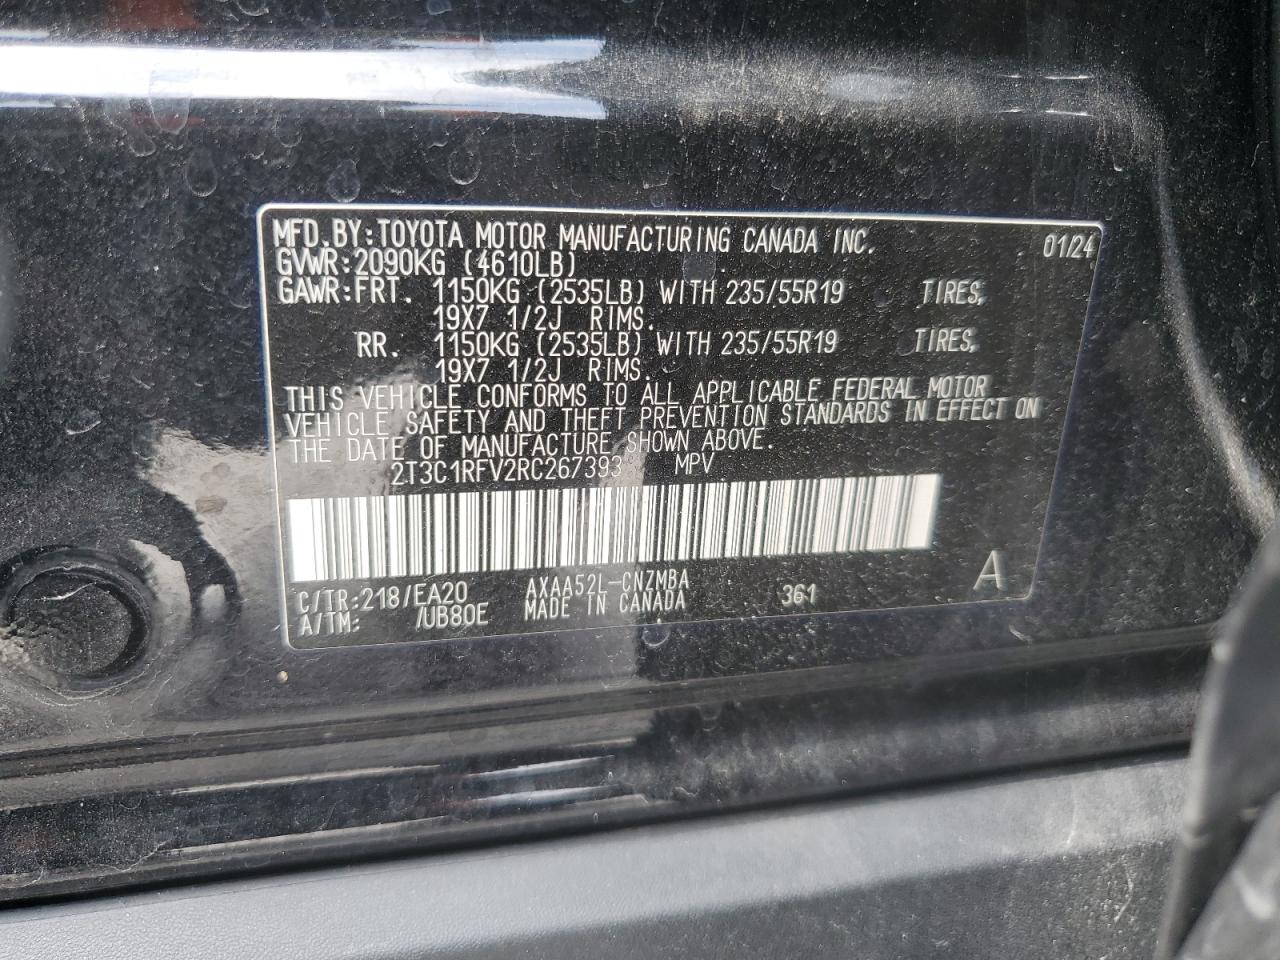 MFD.BY:TOYOTA MOTOR MANUFACTURING CANADA INC. 01/24
GVWR:2090KG (4610LB)
GAWR:FRT. 1150KG (2535LB) WITH 235/55R19 TIRES,
19X7 1/2J RIMS.
RR. 1150KG (2535LB) WITH 235/55R19 TIRES,
19X7 1/2J RIMS.
THIS VEHICLE CONFORMS TO ALL APPLICABLE FEDERAL MOTOR
VEHICLE SAFETY AND THEFT PREVENTION STANDARDS IN EFFECT ON
THE DATE OF MANUFACTURE SHOWN ABOVE.
2T3C1RFV2RC267393 MPV
C/TR:218/EA20 AXAA52L-CNZMBA 361 A
A/TM: /UB80E MADE IN CANADA